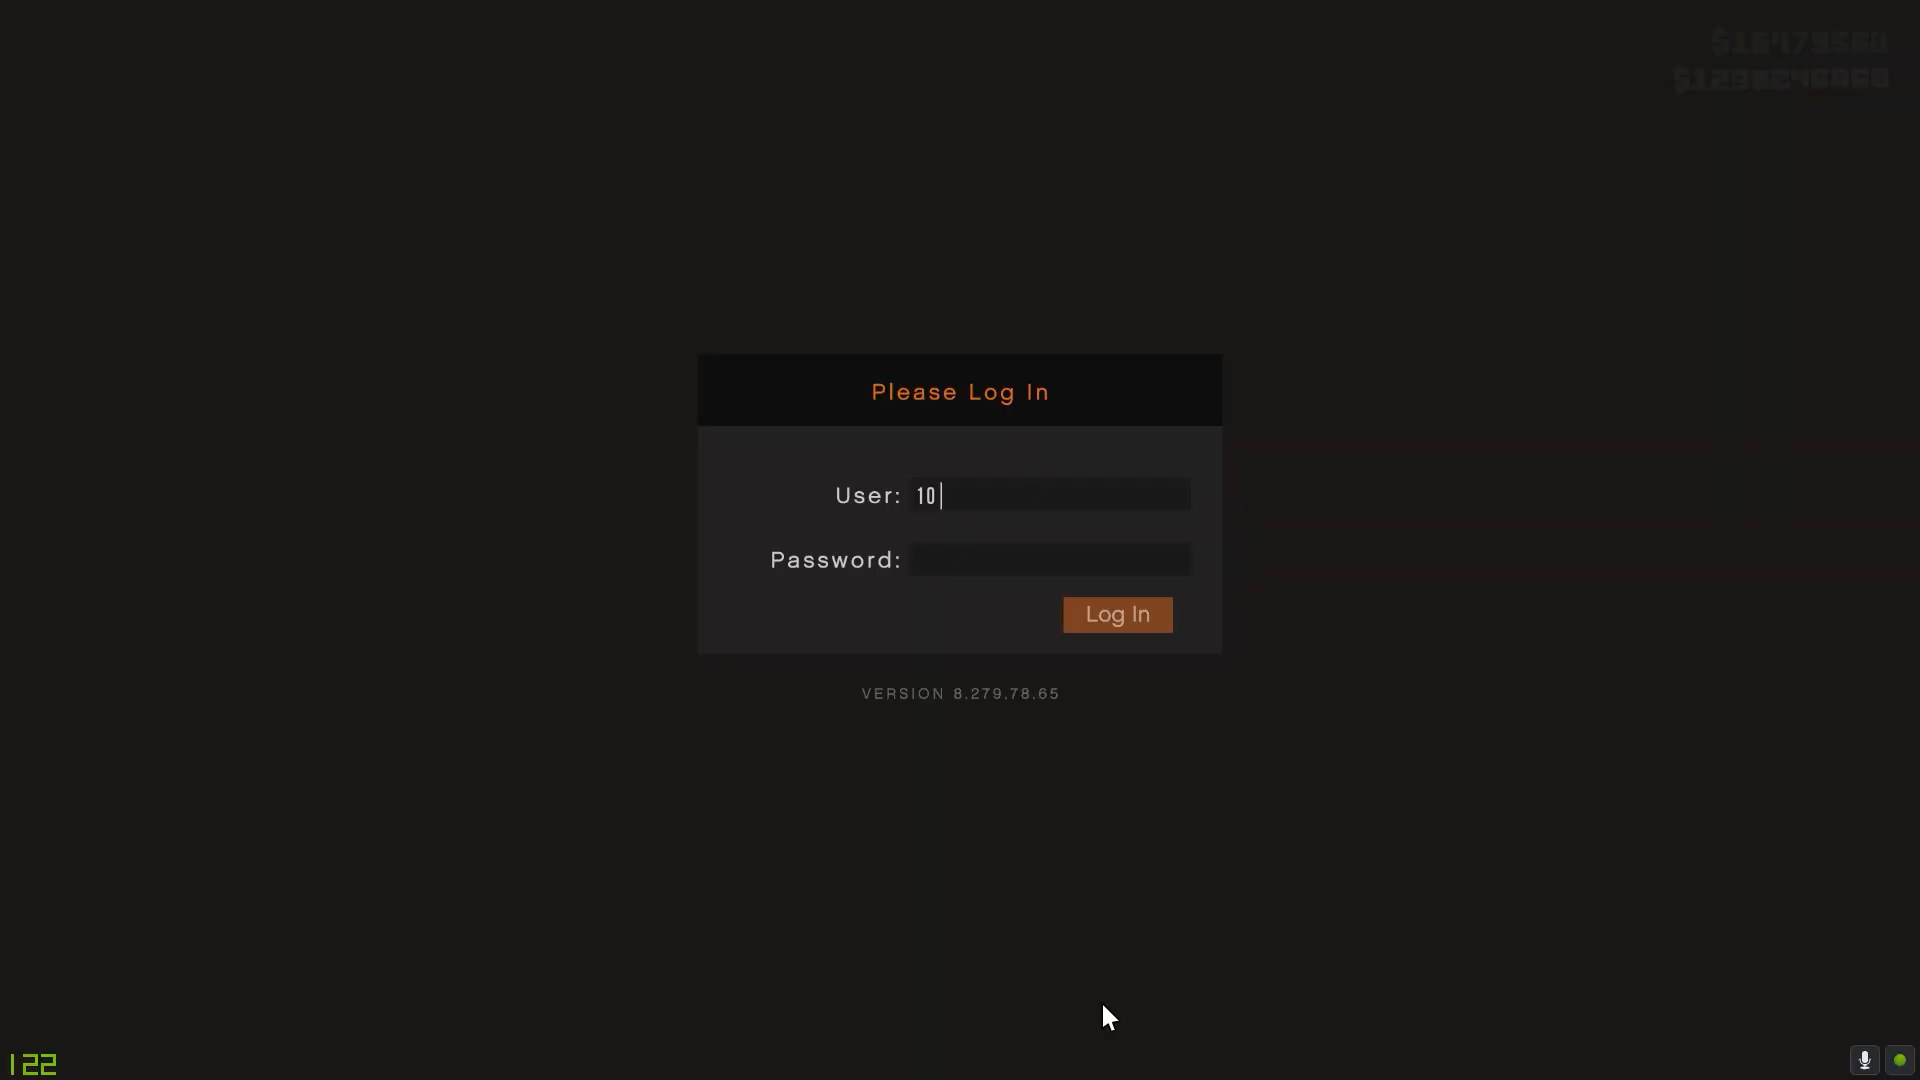 Please Log In
User: 10
Password:
Log In
VERSION 8.279.78.65
122